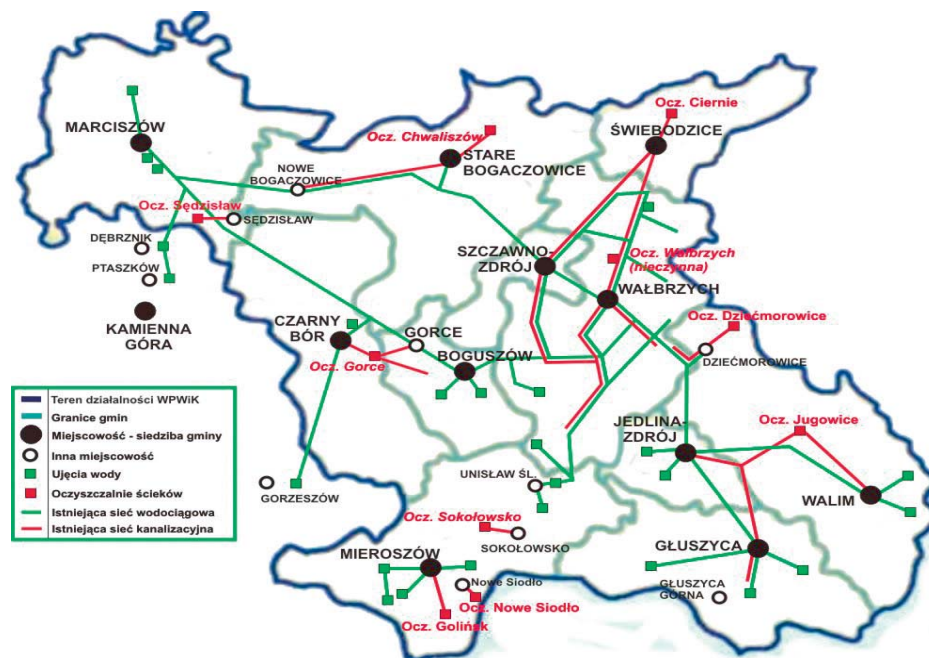 Ocz. Ciernie
MARCISZÓW
Ocz. Chwaliszów
ŚWIEBODZICE
STARE
BOGACZOWICE
NOWE
BOGACZOWICE
Ocz. Sędzisław
SĘDZISŁAW
DĘBRZNIK
PTASZKÓW
SZCZAWNO-
ZDRÓJ
Ocz. Wałbrzych
(nieczynna)
WAŁBRZYCH
KAMIENNA
GÓRA
CZARNY
BÓR
GORCE
Ocz. Gorce
BOGUSZÓW
Ocz. Dziećmorowice
DZIEĆMOROWICE
Teren działalności WPWiK
Granice gmin
Miejscowość - siedziba gminy
Inna miejscowość
Ujęcia wody
Oczyszczalnie ścieków
Istniejąca sieć wodociągowa
Istniejąca sieć kanalizacyjna
JEDLINA-
ZDRÓJ
Ocz. Jugowice
GORZESZÓW
UNISŁAW ŚL.
WALIM
Ocz. Sokołowsko
SOKOŁOWSKO
MIEROSZÓW
GŁUSZYCA
Nowe Siodło
GŁUSZYCA
GÓRNA
Ocz. Nowe Siodło
Ocz. Golińsk